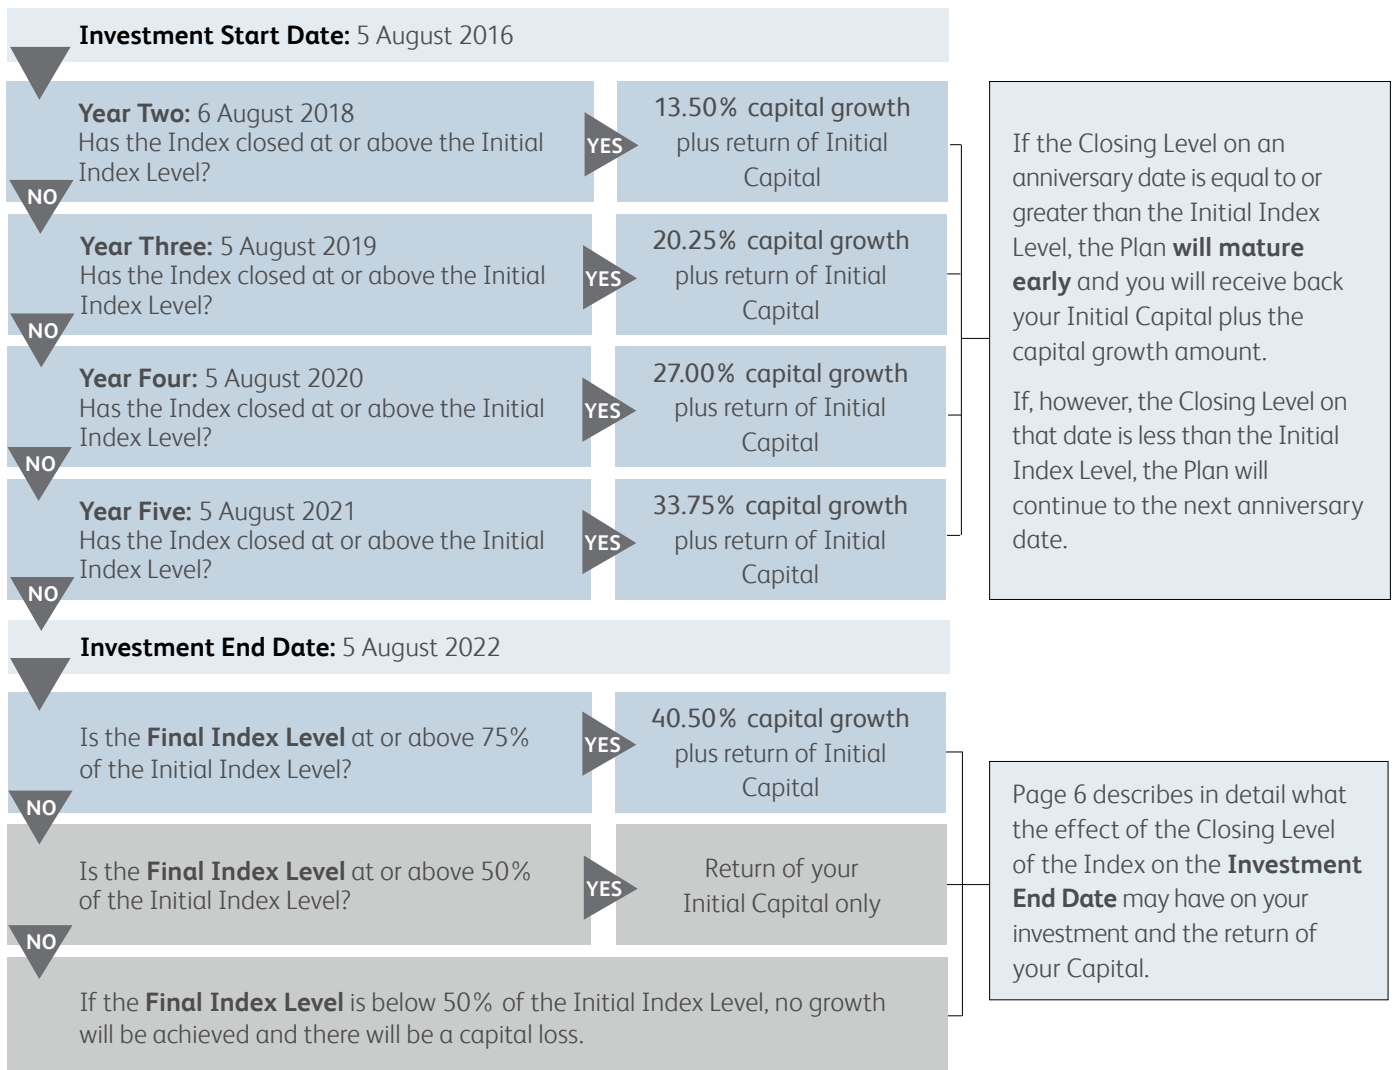 Investment Start Date: 5 August 2016
Year Two: 6 August 2018
Has the Index closed at or above the Initial
Index Level?
YES
13.50% capital growth
plus return of Initial
Capital
NO
Year Three: 5 August 2019
Has the Index closed at or above the Initial
Index Level?
YES
20.25% capital growth
plus return of Initial
Capital
NO
Year Four: 5 August 2020
Has the Index closed at or above the Initial
Index Level?
YES
27.00% capital growth
plus return of Initial
Capital
NO
Year Five: 5 August 2021
Has the Index closed at or above the Initial
Index Level?
YES
33.75% capital growth
plus return of Initial
Capital
NO
If the Closing Level on an
anniversary date is equal to or
greater than the Initial Index
Level, the Plan will mature
early and you will receive back
your Initial Capital plus the
capital growth amount.
If, however, the Closing Level on
that date is less than the Initial
Index Level, the Plan will
continue to the next anniversary
date.
Investment End Date: 5 August 2022
Is the Final Index Level at or above 75%
of the Initial Index Level?
YES
40.50% capital growth
plus return of Initial
Capital
NO
Is the Final Index Level at or above 50%
of the Initial Index Level?
YES
Return of your
Initial Capital only
NO
If the Final Index Level is below 50% of the Initial Index Level, no growth
will be achieved and there will be a capital loss.
Page 6 describes in detail what
the effect of the Closing Level
of the Index on the Investment
End Date may have on your
investment and the return of
your Capital.